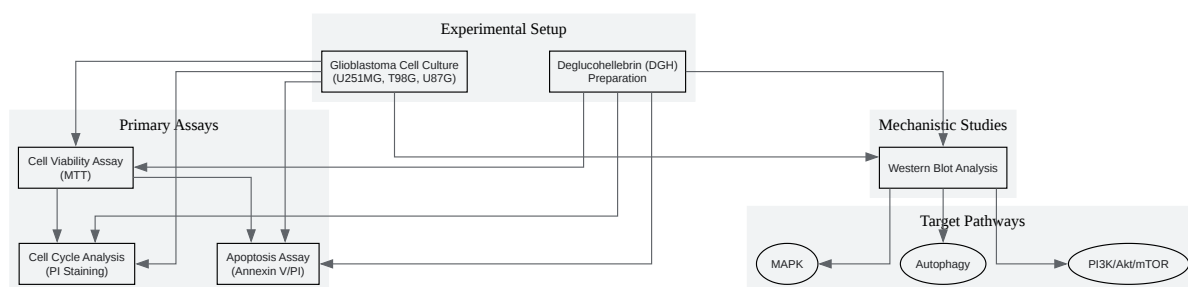 Experimental Setup
Glioblastoma Cell Culture
(U251MG, T98G, U87G)
Deglucohellebrin (DGH)
Preparation
Primary Assays
Cell Viability Assay
(MTT)
Cell Cycle Analysis
(PI Staining)
Apoptosis Assay
(Annexin V/PI)
Mechanistic Studies
Western Blot Analysis
Target Pathways
MAPK
Autophagy
PI3K/Akt/mTOR